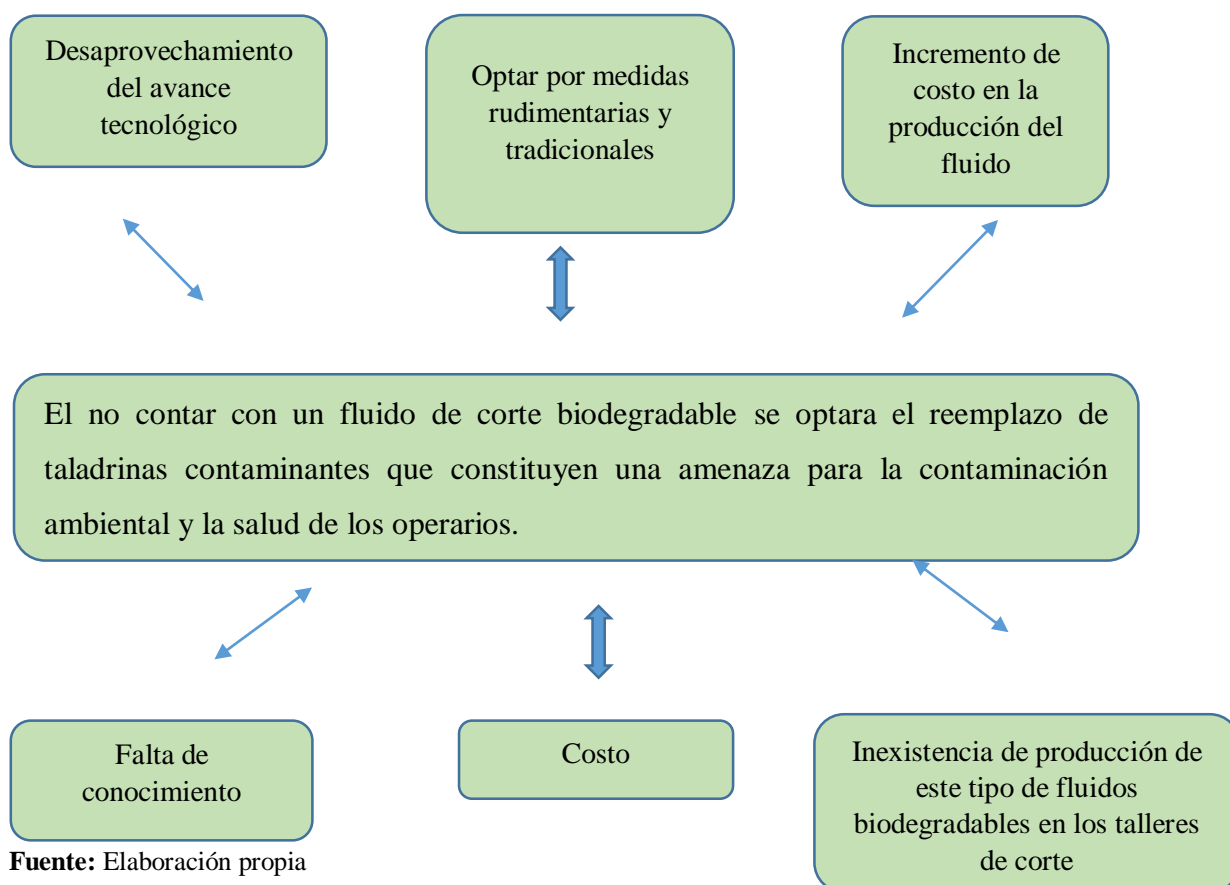 Desaprovechamiento
del avance
tecnológico
Optar por medidas
rudimentarias y
tradicionales
Incremento de
costo en la
producción del
fluido
El no contar con un fluido de corte biodegradable se optara el reemplazo de
taladrinas contaminantes que constituyen una amenaza para la contaminación
ambiental y la salud de los operarios.
Falta de
conocimiento
Costo
Inexistencia de producción de
este tipo de fluidos
biodegradables en los talleres
de corte
Fuente: Elaboración propia